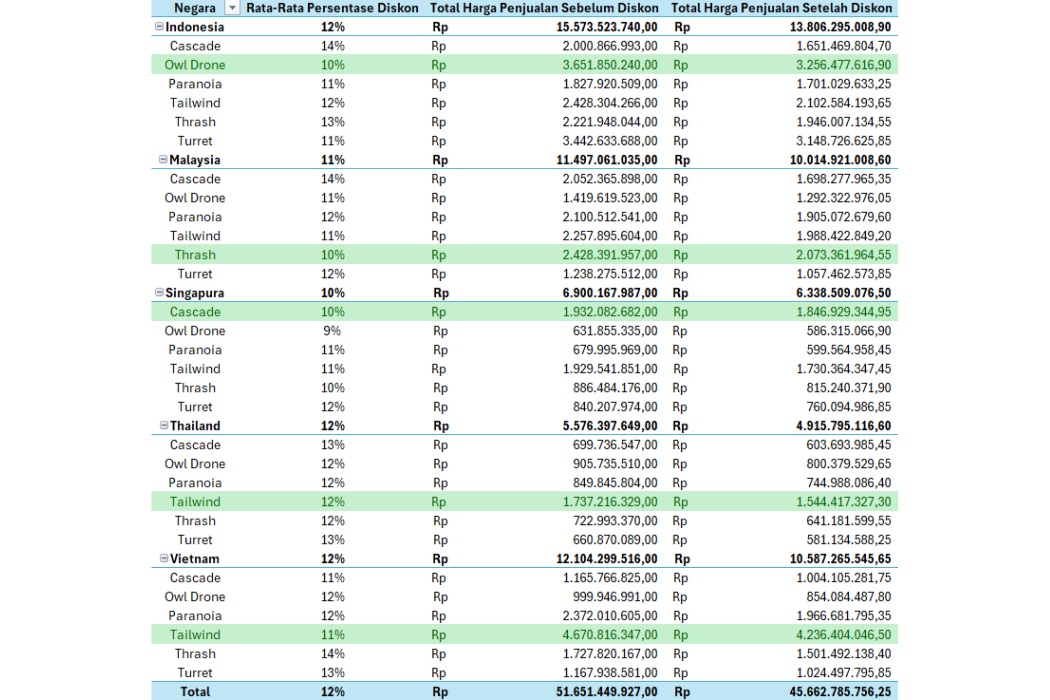 Negara Rata-Rata Persentase Diskon Total Harga Penjualan Sebelum Diskon Total Harga Penjualan Setelah Diskon
Indonesia 12% Rp 15.573.523.740,00 Rp 13.806.295.008,90
Cascade 14% Rp 2.000.866.993,00 Rp 1.651.469.804,70
Owl Drone 10% Rp 3.651.850.240,00 Rp 3.256.477.616,90
Paranoia 11% Rp 1.827.920.509,00 Rp 1.701.029.633,25
Tailwind 12% Rp 2.428.304.266,00 Rp 2.102.584.193,65
Thrash 13% Rp 2.221.948.044,00 Rp 1.946.007.134,55
Turret 11% Rp 3.442.633.688,00 Rp 3.148.726.625,85
Malaysia 11% Rp 11.497.061.035,00 Rp 10.014.921.008,60
Cascade 14% Rp 2.052.365.898,00 Rp 1.698.277.965,35
Owl Drone 11% Rp 1.419.619.523,00 Rp 1.292.322.976,05
Paranoia 12% Rp 2.100.512.541,00 Rp 1.905.072.679,60
Tailwind 11% Rp 2.257.895.604,00 Rp 1.988.422.849,20
Thrash 10% Rp 2.428.391.957,00 Rp 2.073.361.964,55
Turret 12% Rp 1.238.275.512,00 Rp 1.057.462.573,85
Singapura 10% Rp 6.900.167.987,00 Rp 6.338.509.076,50
Cascade 10% Rp 1.932.082.682,00 Rp 1.846.929.344,95
Owl Drone 9% Rp 631.855.335,00 Rp 586.315.066,90
Paranoia 11% Rp 679.995.969,00 Rp 599.564.958,45
Tailwind 11% Rp 1.929.541.851,00 Rp 1.730.364.347,45
Thrash 10% Rp 886.484.176,00 Rp 815.240.371,90
Turret 12% Rp 840.207.974,00 Rp 760.094.986,85
Thailand 12% Rp 5.576.397.649,00 Rp 4.915.795.116,60
Cascade 13% Rp 699.736.547,00 Rp 603.693.985,45
Owl Drone 12% Rp 905.735.510,00 Rp 800.379.529,65
Paranoia 12% Rp 849.845.804,00 Rp 744.988.086,40
Tailwind 12% Rp 1.737.216.329,00 Rp 1.544.417.327,30
Thrash 12% Rp 722.993.370,00 Rp 641.181.599,55
Turret 13% Rp 660.870.089,00 Rp 581.134.588,25
Vietnam 12% Rp 12.104.299.516,00 Rp 10.587.265.545,65
Cascade 11% Rp 1.165.766.825,00 Rp 1.004.105.281,75
Owl Drone 12% Rp 999.946.991,00 Rp 854.084.487,80
Paranoia 12% Rp 2.372.010.605,00 Rp 1.966.681.795,35
Tailwind 11% Rp 4.670.816.347,00 Rp 4.236.404.046,50
Thrash 14% Rp 1.727.820.167,00 Rp 1.501.492.138,40
Turret 13% Rp 1.167.938.581,00 Rp 1.024.497.795,85
Total 12% Rp 51.651.449.927,00 Rp 45.662.785.756,25